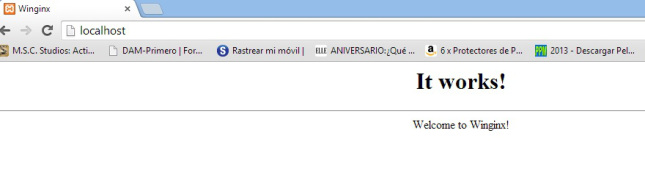 Winginx
localhost
M.S.C. Studios: Acti... DAM-Primero | For... Rastrear mi móvil | ELLE ANIVERSARIO:¿Qué ... a 6 x Protectores de P... 2013 - Descargar Pel...
It works!
Welcome to Winginx!